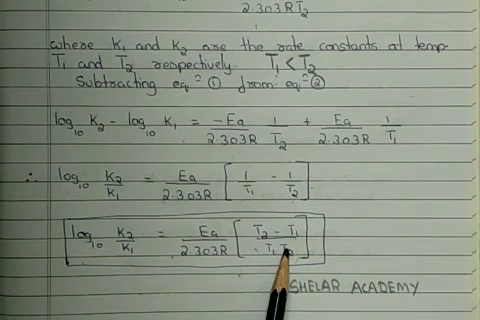 2.303RT₂
where K₁ and K₂ are the rate constants at temp.
T₁ and T₂ respectively. T₁ < T₂
Subtracting eqⁿ ① from eqⁿ ②
log₁₀ K₂ - log₁₀ K₁ = -Ea/2.303R 1/T₂ + Ea/2.303R 1/T₁
∴ log₁₀ K₂/K₁ = Ea/2.303R [1/T₁ - 1/T₂]
log₁₀ K₂/K₁ = Ea/2.303R [T₂ - T₁/T₁ T₂]
SHELAR ACADEMY